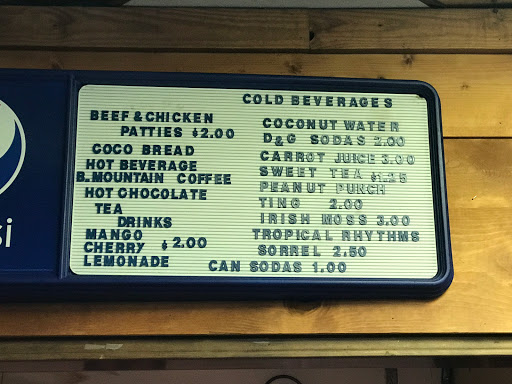 COLD BEVERAGES
BEEF & CHICKEN
PATTIES $2.00
COCO BREAD
HOT BEVERAGE
B.MOUNTAIN COFFEE
HOT CHOCOLATE
TEA
DRINKS
MANGO
CHERRY $2.00
LEMONADE
COCONUT WATER
D&G SODAS 2.00
CARROT JUICE 3.00
SWEET TEA $1.25
PEANUT PUNCH
TING 2.00
IRISH MOSS 3.00
TROPICAL RHYTHMS
SORREL 2.50
CAN SODAS 1.00
si